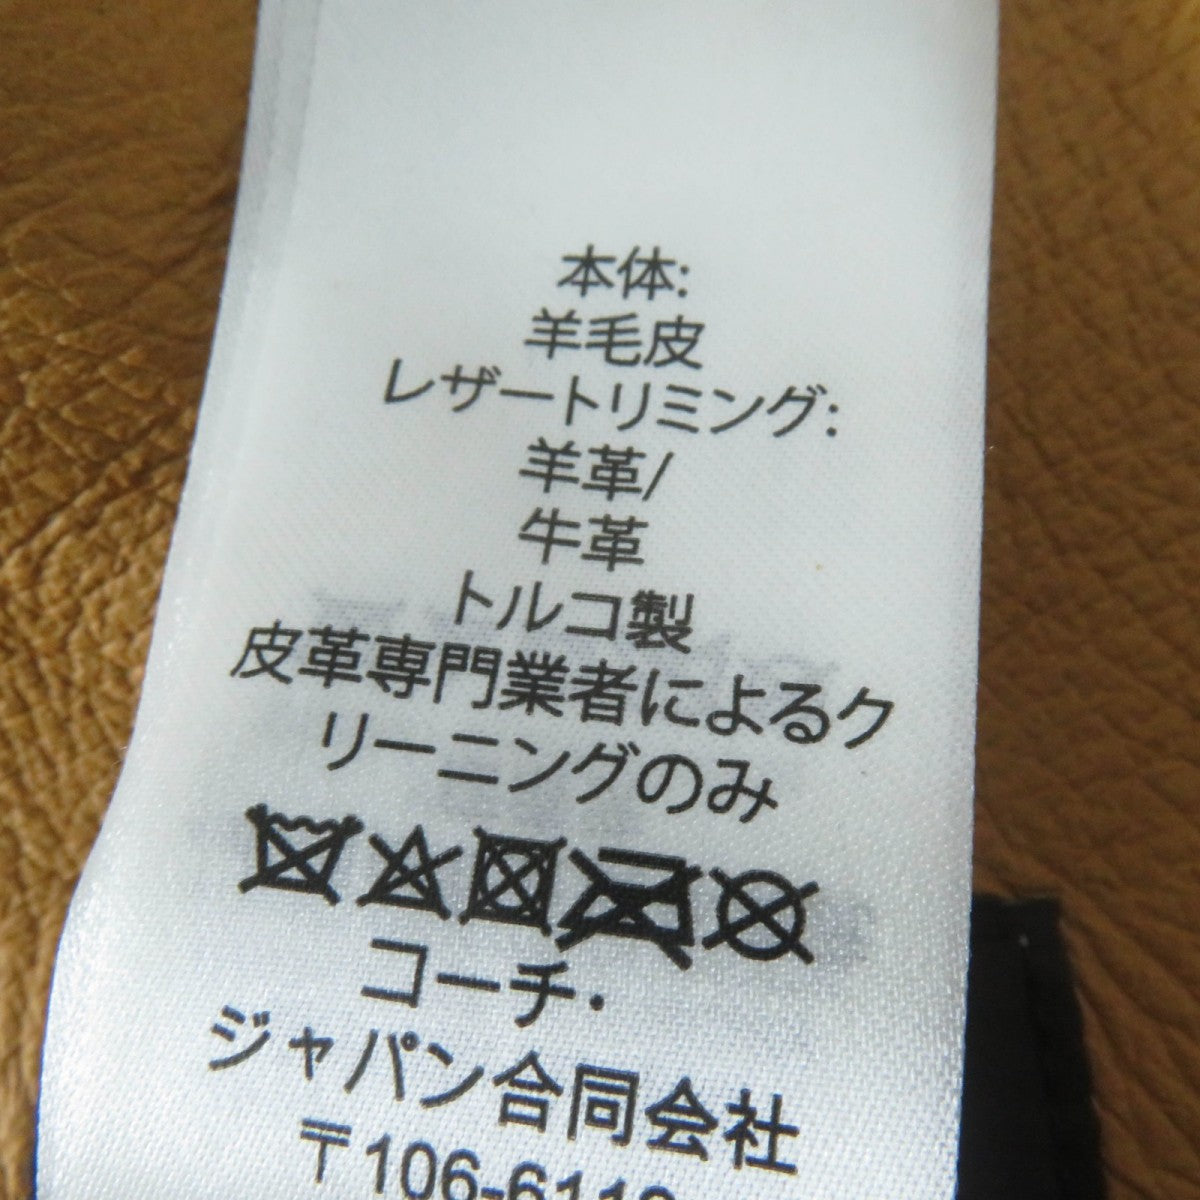 本体:
羊毛皮
レザートリミング:
羊革/
牛革
トルコ製
皮革専門業者によるク
リーニングのみ
コーチ・
ジャパン合同会社